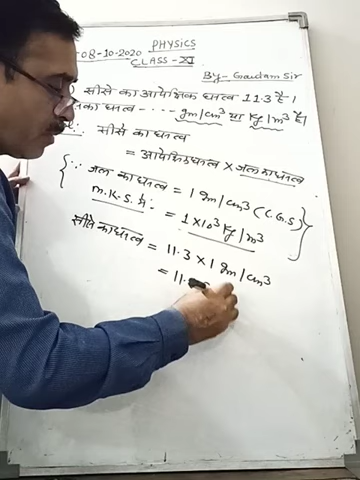 PHYSICS
08-10-2020
CLASS-XI
By- Gautam Sir
सीसे का आपेक्षिक घनत्व 11.3 है।
का घनत्व ---- gm/cm³ या Kg/m³ है।
∵ सीसे का घनत्व
= आपेक्षिक घनत्व × जल का घनत्व
{∵ जल का घनत्व = 1 gm/cm³ (C.G.S)
M.K.S में. = 1×10³ Kg/m³}
सीसे का घनत्व = 11.3 × 1 gm/cm³
= 11.